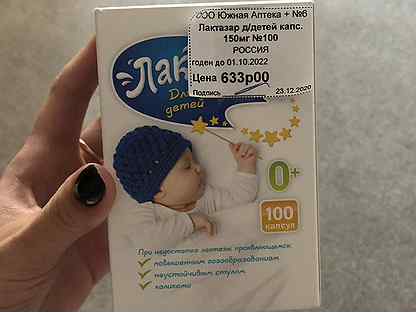 ООО Южная Аптека + №6
Лактазар д/детей капс.
150мг №100
РОССИЯ
годен до 01.10.2022
Цена 633р00
Подпись 23.12.2020
Лак
Дл
детей
0+
100
капсул
При недостатке лактазы проявляющемся:
повышенным газообразованием
неустойчивым стулом
коликами